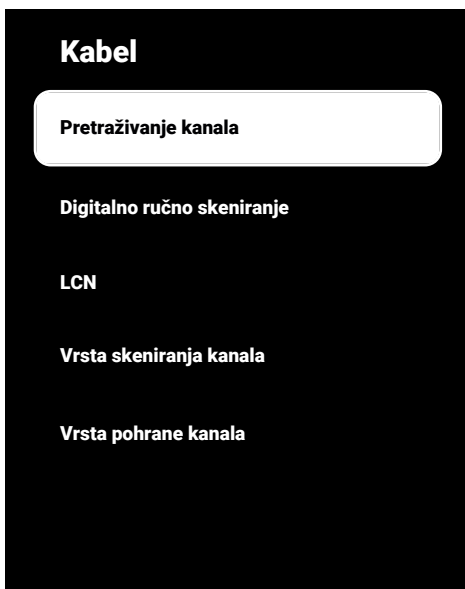 Kabel
Pretraživanje kanala
Digitalno ručno skeniranje
LCN
Vrsta skeniranja kanala
Vrsta pohrane kanala